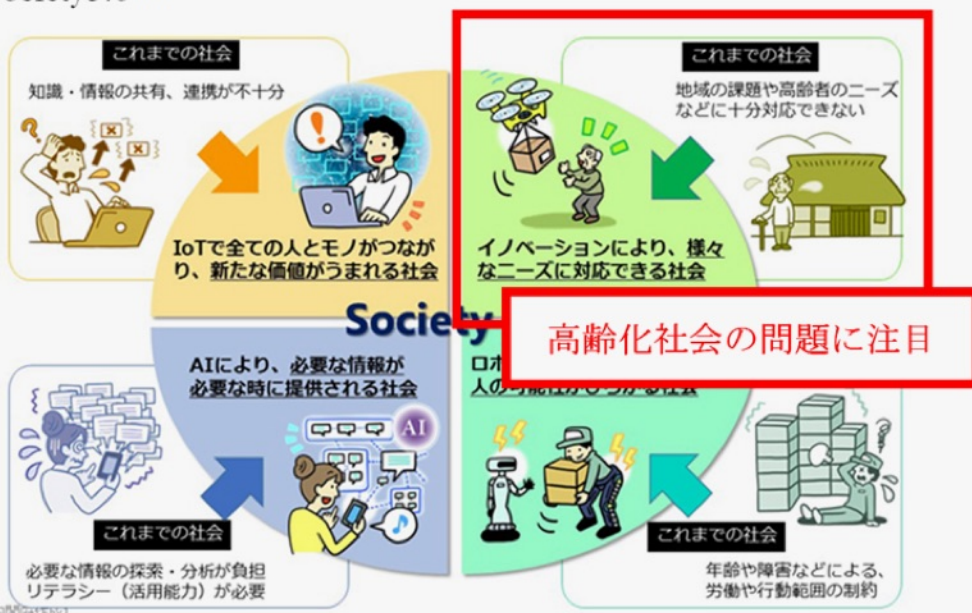 これまでの社会
知識・情報の共有、連携が不十分
IoTで全ての人とモノがつなが
り、新たな価値がうまれる社会
これまでの社会
地域の課題や高齢者のニーズ
などに十分対応できない
イノベーションにより、様々
なニーズに対応できる社会
Society
高齢化社会の問題に注目
AIにより、必要な情報が
必要な時に提供される社会
AI
これまでの社会
必要な情報の探索・分析が負担
リテラシー（活用能力）が必要
ロボ
これまでの社会
年齢や障害などによる、
労働や行動範囲の制約